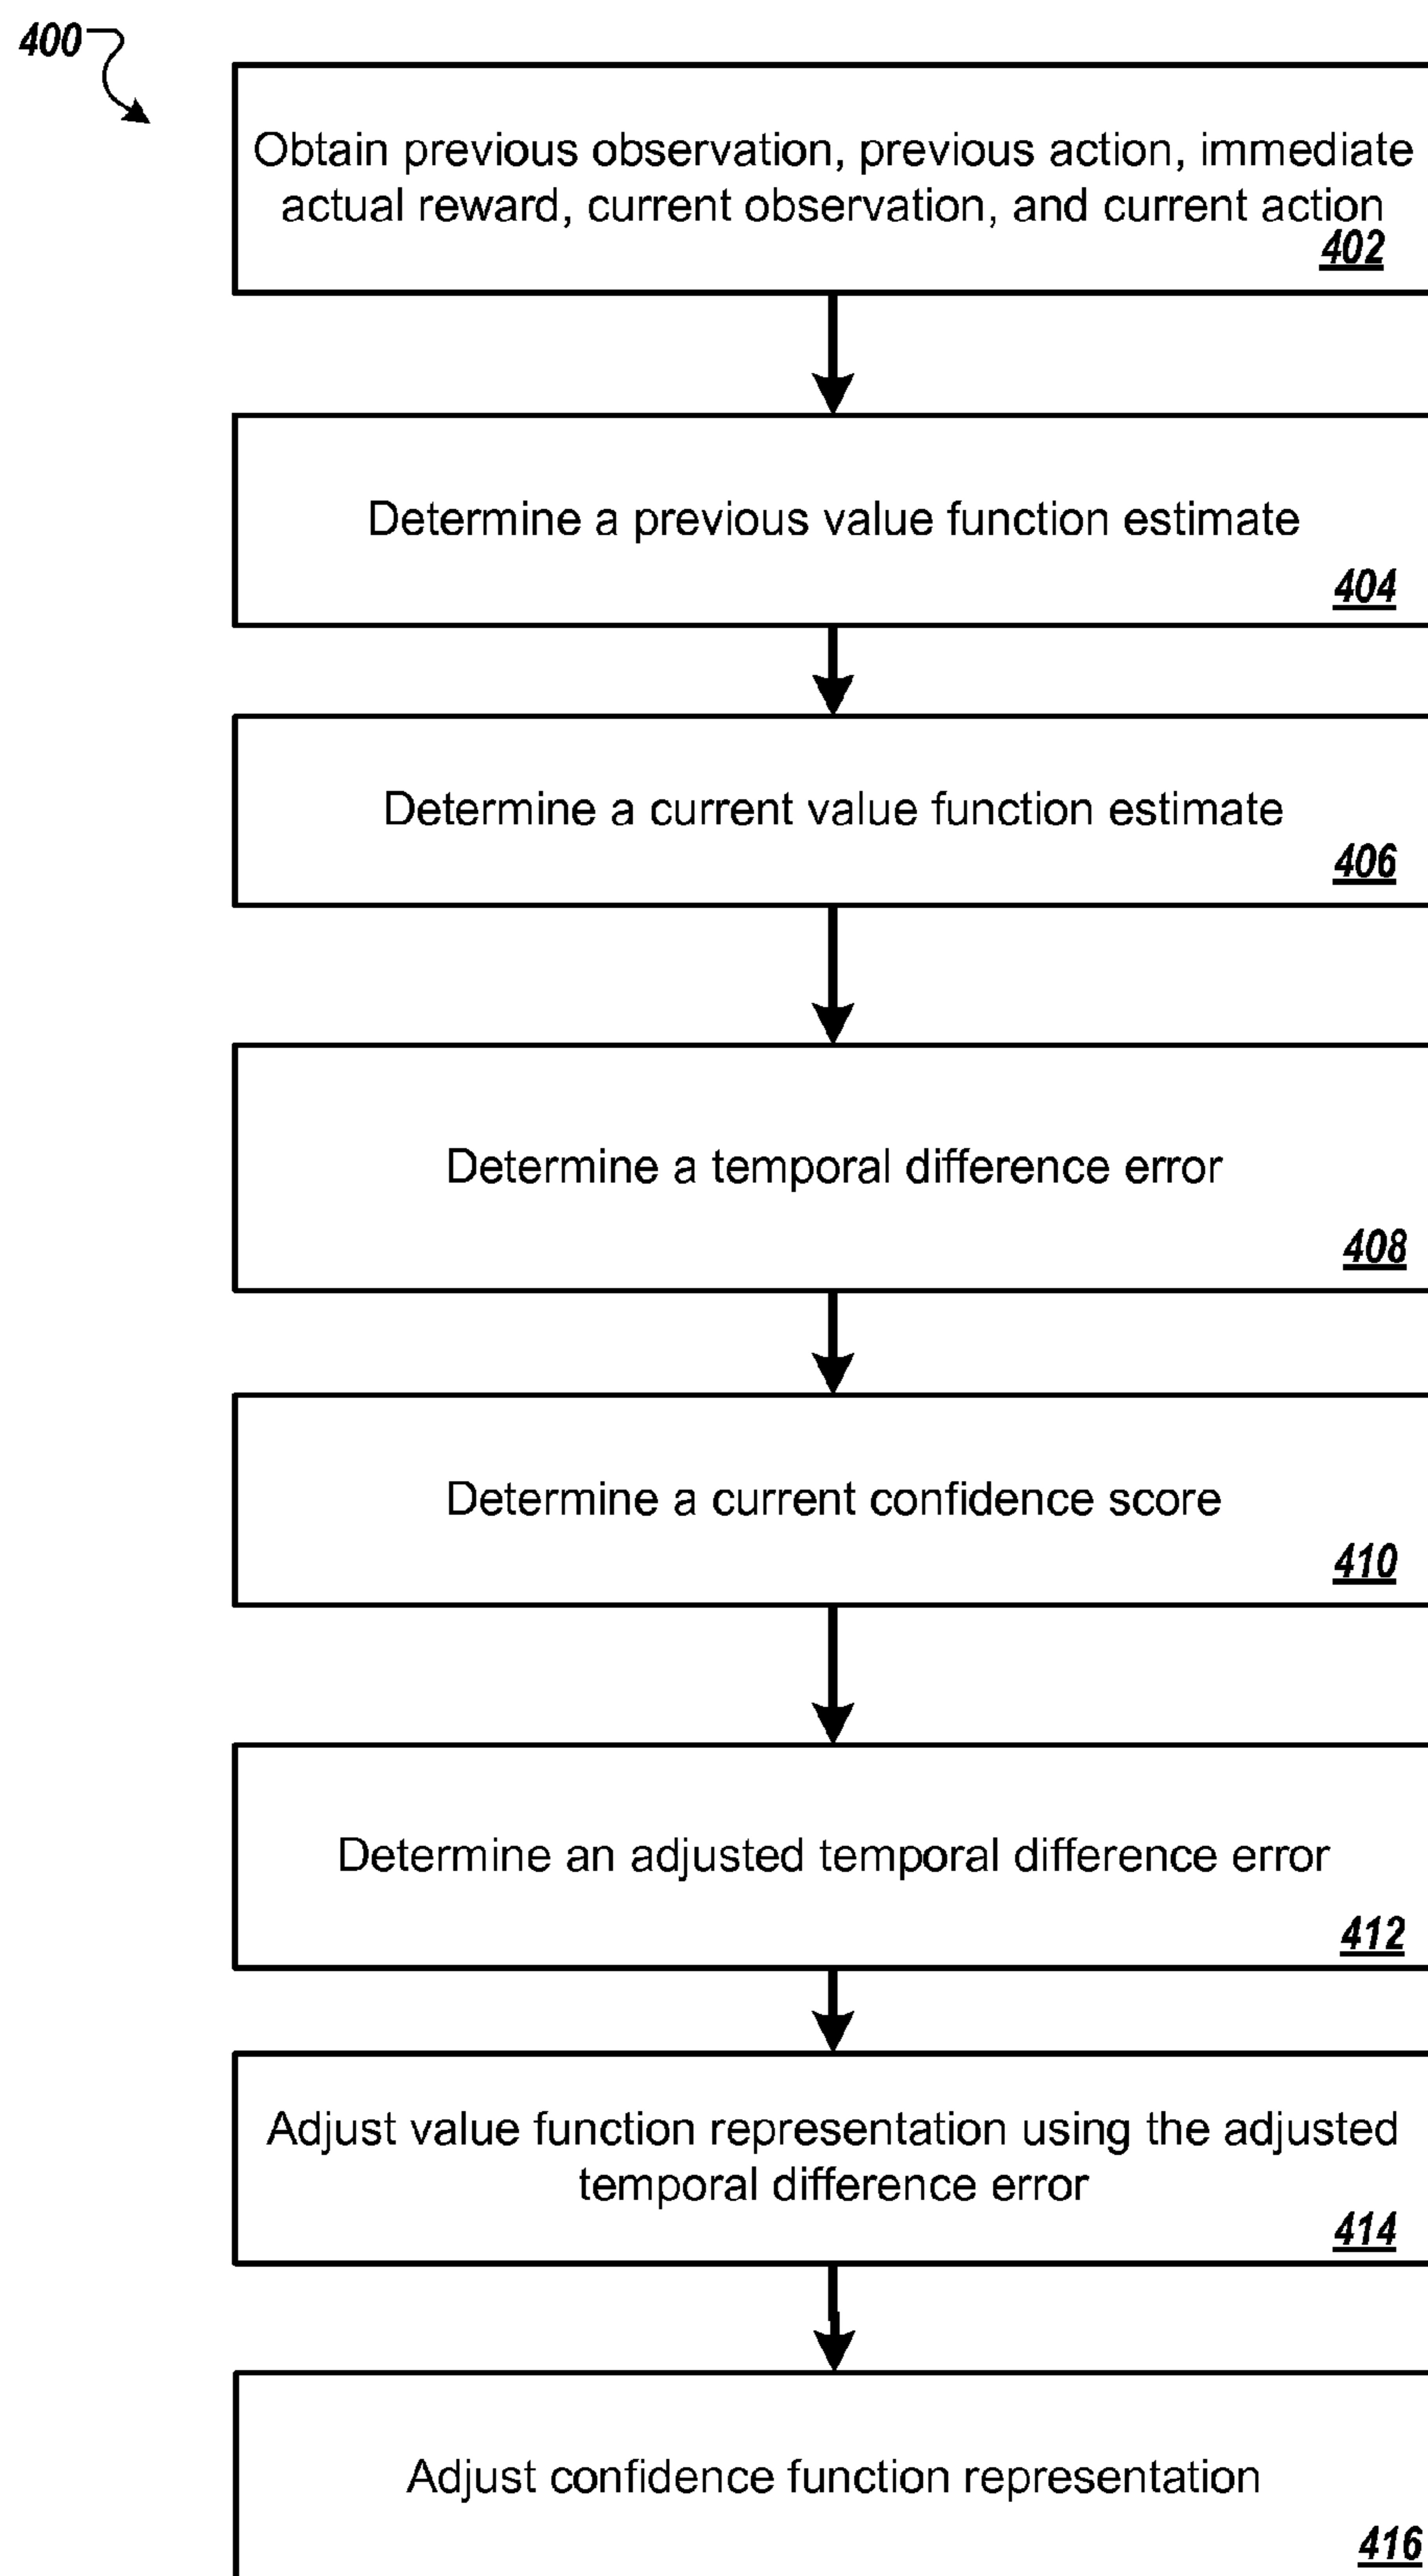 400
Obtain previous observation, previous action, immediate
actual reward, current observation, and current action
402
Determine a previous value function estimate
404
Determine a current value function estimate
406
Determine a temporal difference error
408
Determine a current confidence score
410
Determine an adjusted temporal difference error
412
Adjust value function representation using the adjusted
temporal difference error
414
Adjust confidence function representation
416